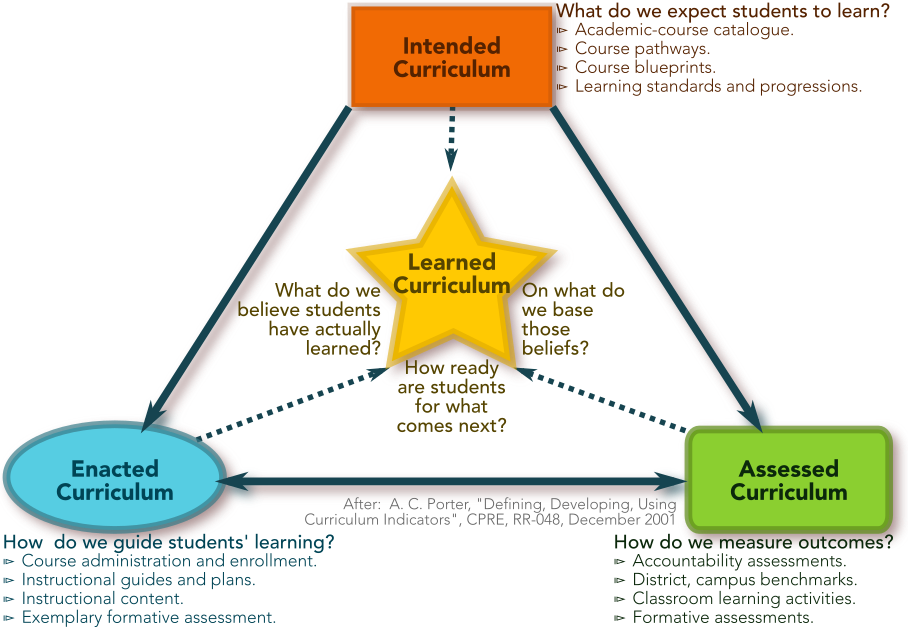 Intended
Curriculum
What do we expect students to learn?
⧐ Academic-course catalogue.
⧐ Course pathways.
⧐ Course blueprints.
⧐ Learning standards and progressions.
Learned
Curriculum
What do we
believe students
have actually
learned?
On what do
we base
those
beliefs?
How ready
are students
for what
comes next?
Enacted
Curriculum
Assessed
Curriculum
After: A. C. Porter, "Defining, Developing, Using
Curriculum Indicators", CPRE, RR-048, December 2001
How do we guide students' learning?
⧐ Course administration and enrollment.
⧐ Instructional guides and plans.
⧐ Instructional content.
⧐ Exemplary formative assessment.
How do we measure outcomes?
⧐ Accountability assessments.
⧐ District, campus benchmarks.
⧐ Classroom learning activities.
⧐ Formative assessments.